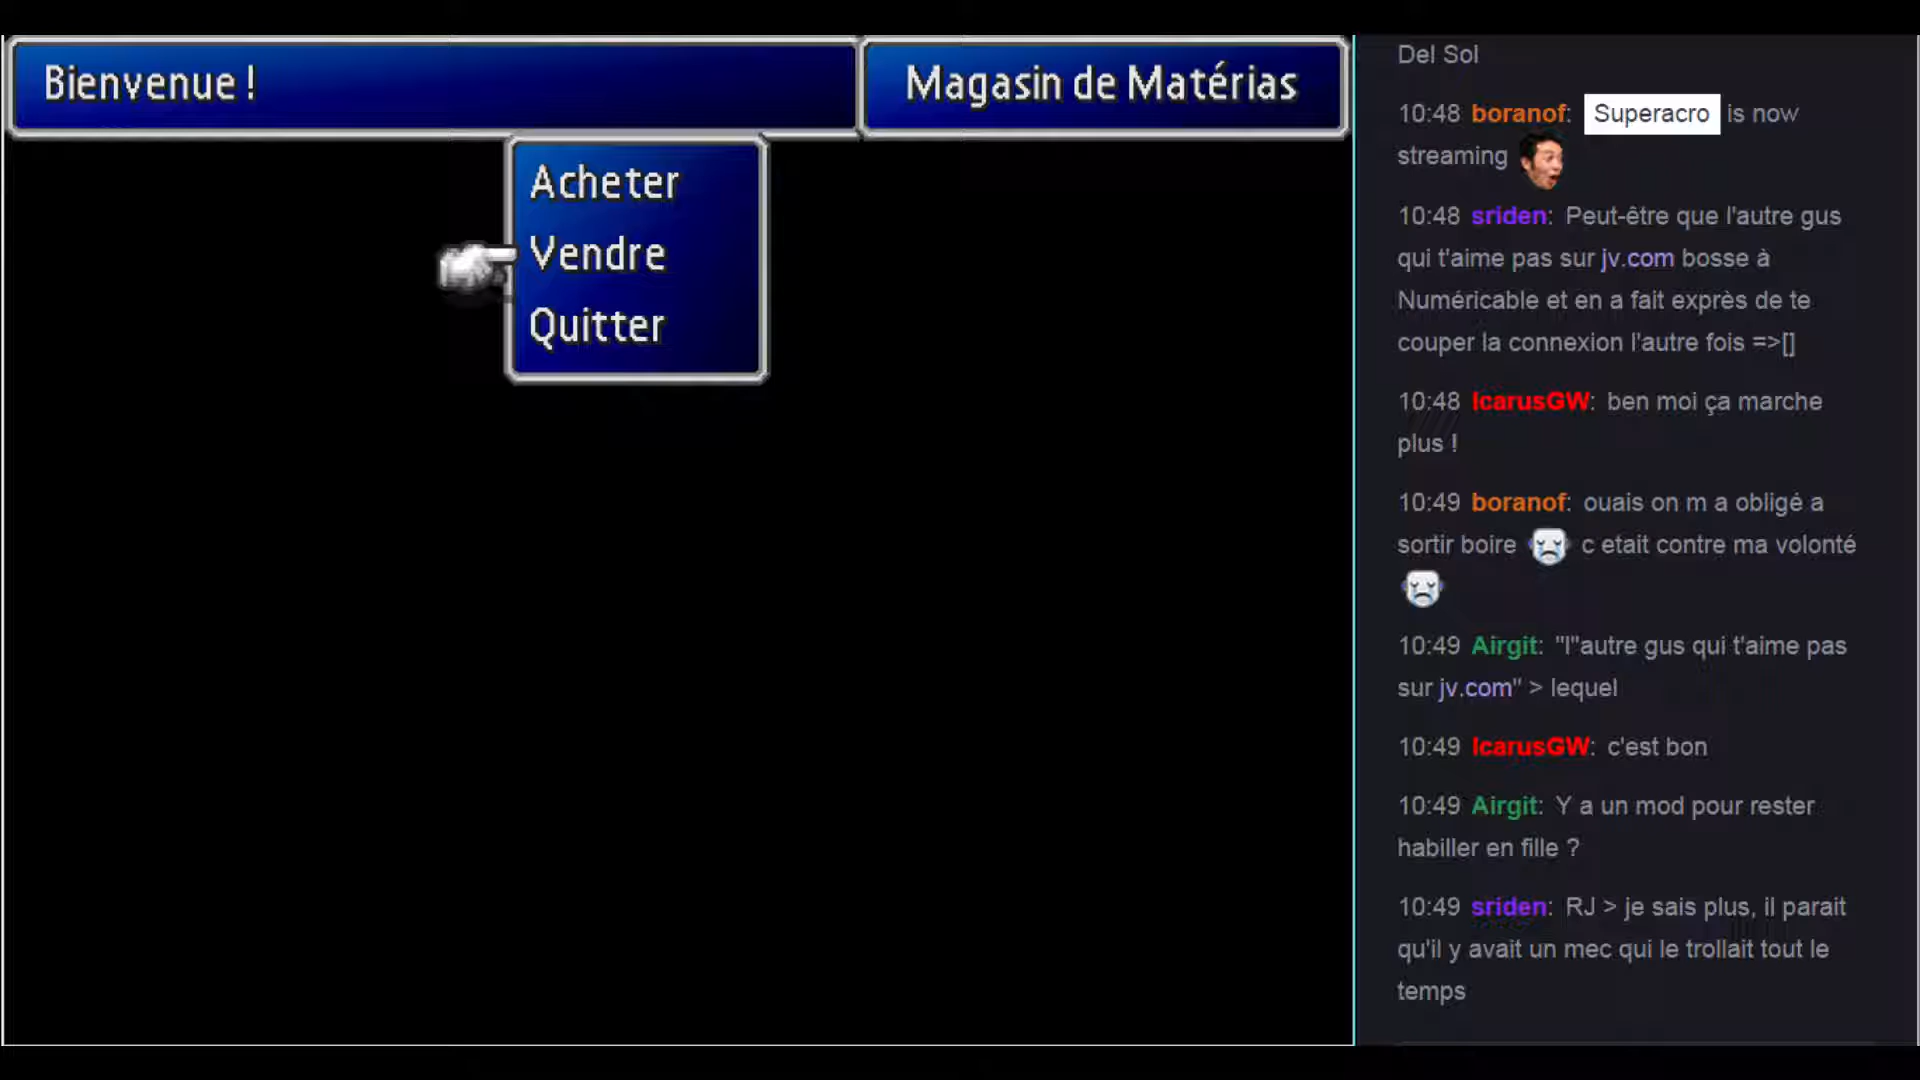 Bienvenue !
Magasin de Matérias
Acheter
Vendre
Quitter
Del Sol
10:48 boranof: Superacro is now
streaming
10:48 sriden: Peut-être que l'autre gus
qui t'aime pas sur jv.com bosse à
Numéricable et en a fait exprès de te
couper la connexion l'autre fois =>[]
10:48 IcarusGW: ben moi ça marche
plus !
10:49 boranof: ouais on m a obligé a
sortir boire c etait contre ma volonté
10:49 Airgit: "l"autre gus qui t'aime pas
sur jv.com" > lequel
10:49 IcarusGW: c'est bon
10:49 Airgit: Y a un mod pour rester
habiller en fille ?
10:49 sriden: RJ > je sais plus, il parait
qu'il y avait un mec qui le trollait tout le
temps